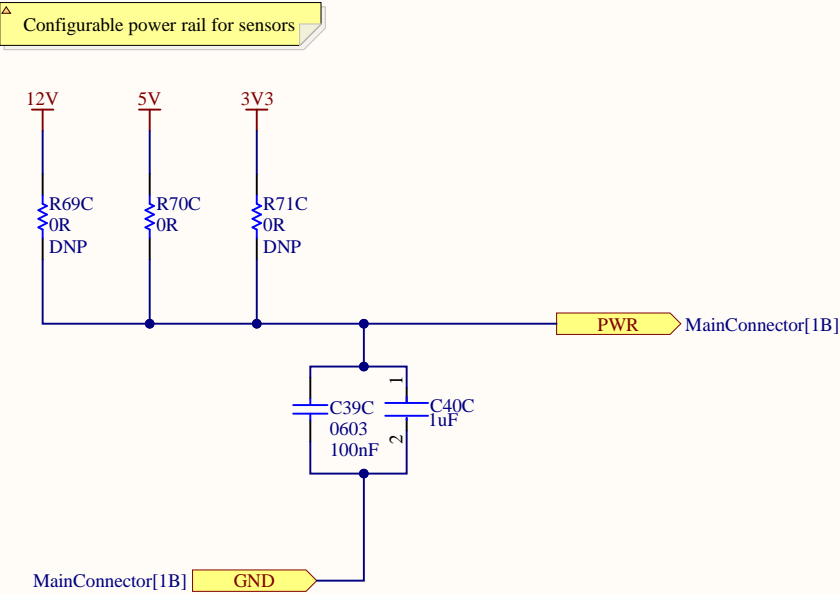 Configurable power rail for sensors
12V
5V
3V3
R69C
0R
DNP
R70C
0R
R71C
0R
DNP
PWR
MainConnector[1B]
C39C
0603
100nF
1
2
C40C
1uF
MainConnector[1B]
GND